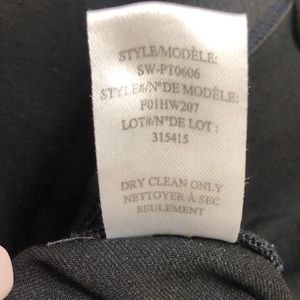 STYLE/MODÈLE:
SW-PT0606
STYLE#/N°DE MODÈLE:
F01HW207
LOT#/N°DE LOT :
315415
DRY CLEAN ONLY
NETTOYER À SEC
SEULEMENT